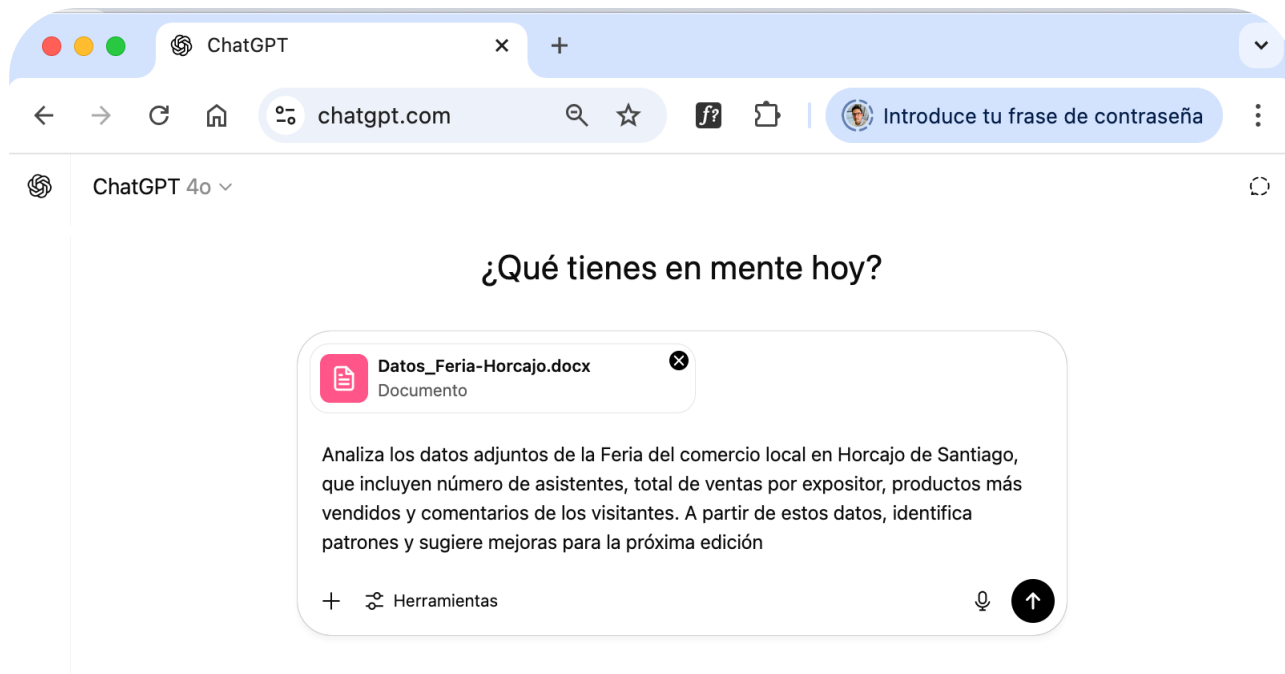 ChatGPT
chatgpt.com
f?
Introduce tu frase de contraseña
ChatGPT 4o
¿Qué tienes en mente hoy?
Datos_Feria-Horcajo.docx
Documento
Analiza los datos adjuntos de la Feria del comercio local en Horcajo de Santiago,
que incluyen número de asistentes, total de ventas por expositor, productos más
vendidos y comentarios de los visitantes. A partir de estos datos, identifica
patrones y sugiere mejoras para la próxima edición
Herramientas